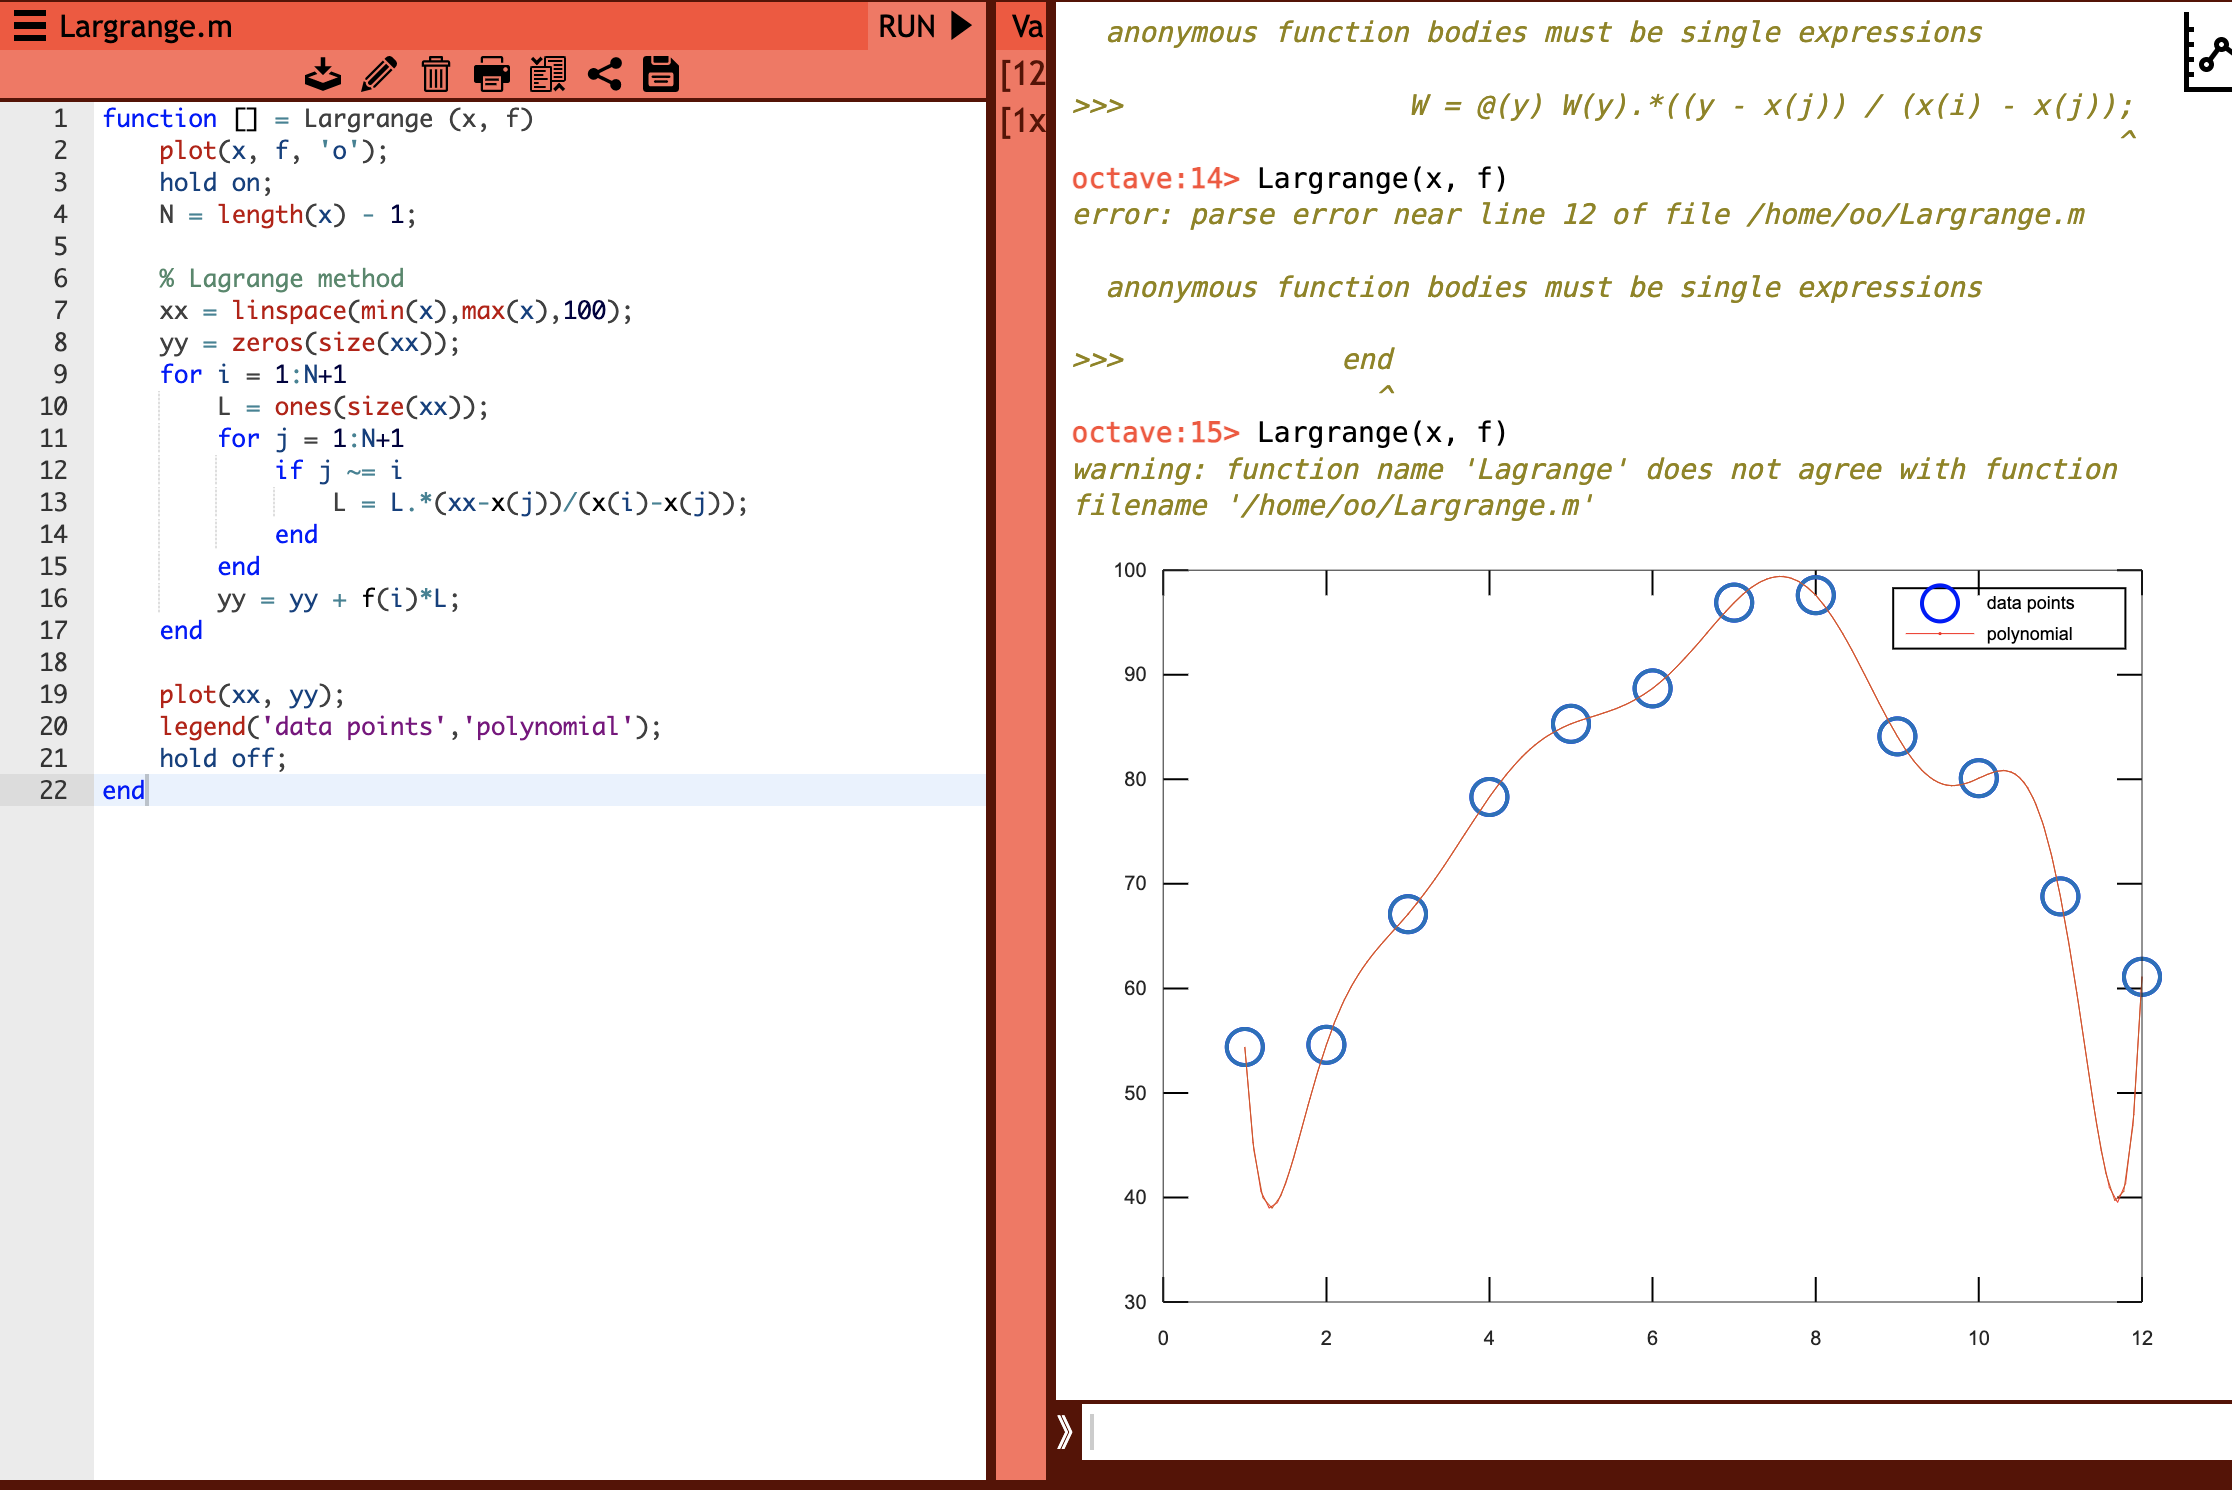 Largrange.m
RUN
1 function [] = Largrange (x, f)
2 plot(x, f, 'o');
3 hold on;
4 N = length(x) - 1;
5
6 % Lagrange method
7 xx = linspace(min(x),max(x),100);
8 yy = zeros(size(xx));
9 for i = 1:N+1
10 L = ones(size(xx));
11 for j = 1:N+1
12 if j ~= i
13 L = L.*(xx-x(j))/(x(i)-x(j));
14 end
15 end
16 yy = yy + f(i)*L;
17 end
18
19 plot(xx, yy);
20 legend('data points','polynomial');
21 hold off;
22 end
Va
[12
[1x
anonymous function bodies must be single expressions
>>> W = @(y) W(y).*((y - x(j)) / (x(i) - x(j));
^
octave:14> Largrange(x, f)
error: parse error near line 12 of file /home/oo/Largrange.m
anonymous function bodies must be single expressions
>>> end
^
octave:15> Largrange(x, f)
warning: function name 'Lagrange' does not agree with function
filename '/home/oo/Largrange.m'
100
90
80
70
60
50
40
30
0 2 4 6 8 10 12
data points
polynomial